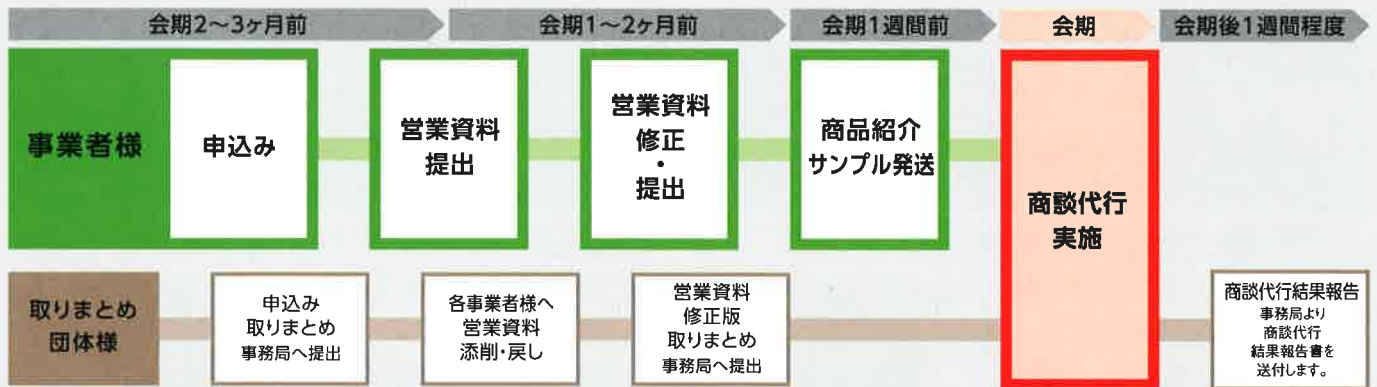 会期2～3ヶ月前
会期1～2ヶ月前
会期1週間前
会期
会期後1週間程度
事業者様
申込み
営業資料
提出
営業資料
修正
・
提出
商品紹介
サンプル発送
商談代行
実施
取りまとめ
団体様
申込み
取りまとめ
事務局へ提出
各事業者様へ
営業資料
添削・戻し
営業資料
修正版
取りまとめ
事務局へ提出
商談代行結果報告
事務局より
商談代行
結果報告書を
送付します。